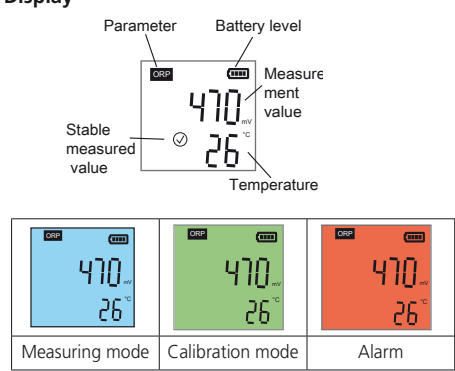 Display
Parameter Battery level
ORP
Measure
ment
value
470 mV
Stable
measured
value
26 °C
Temperature
ORP ORP ORP
470 mV 470 mV 470 mV
26 °C 26 °C 26 °C
Measuring mode Calibration mode Alarm